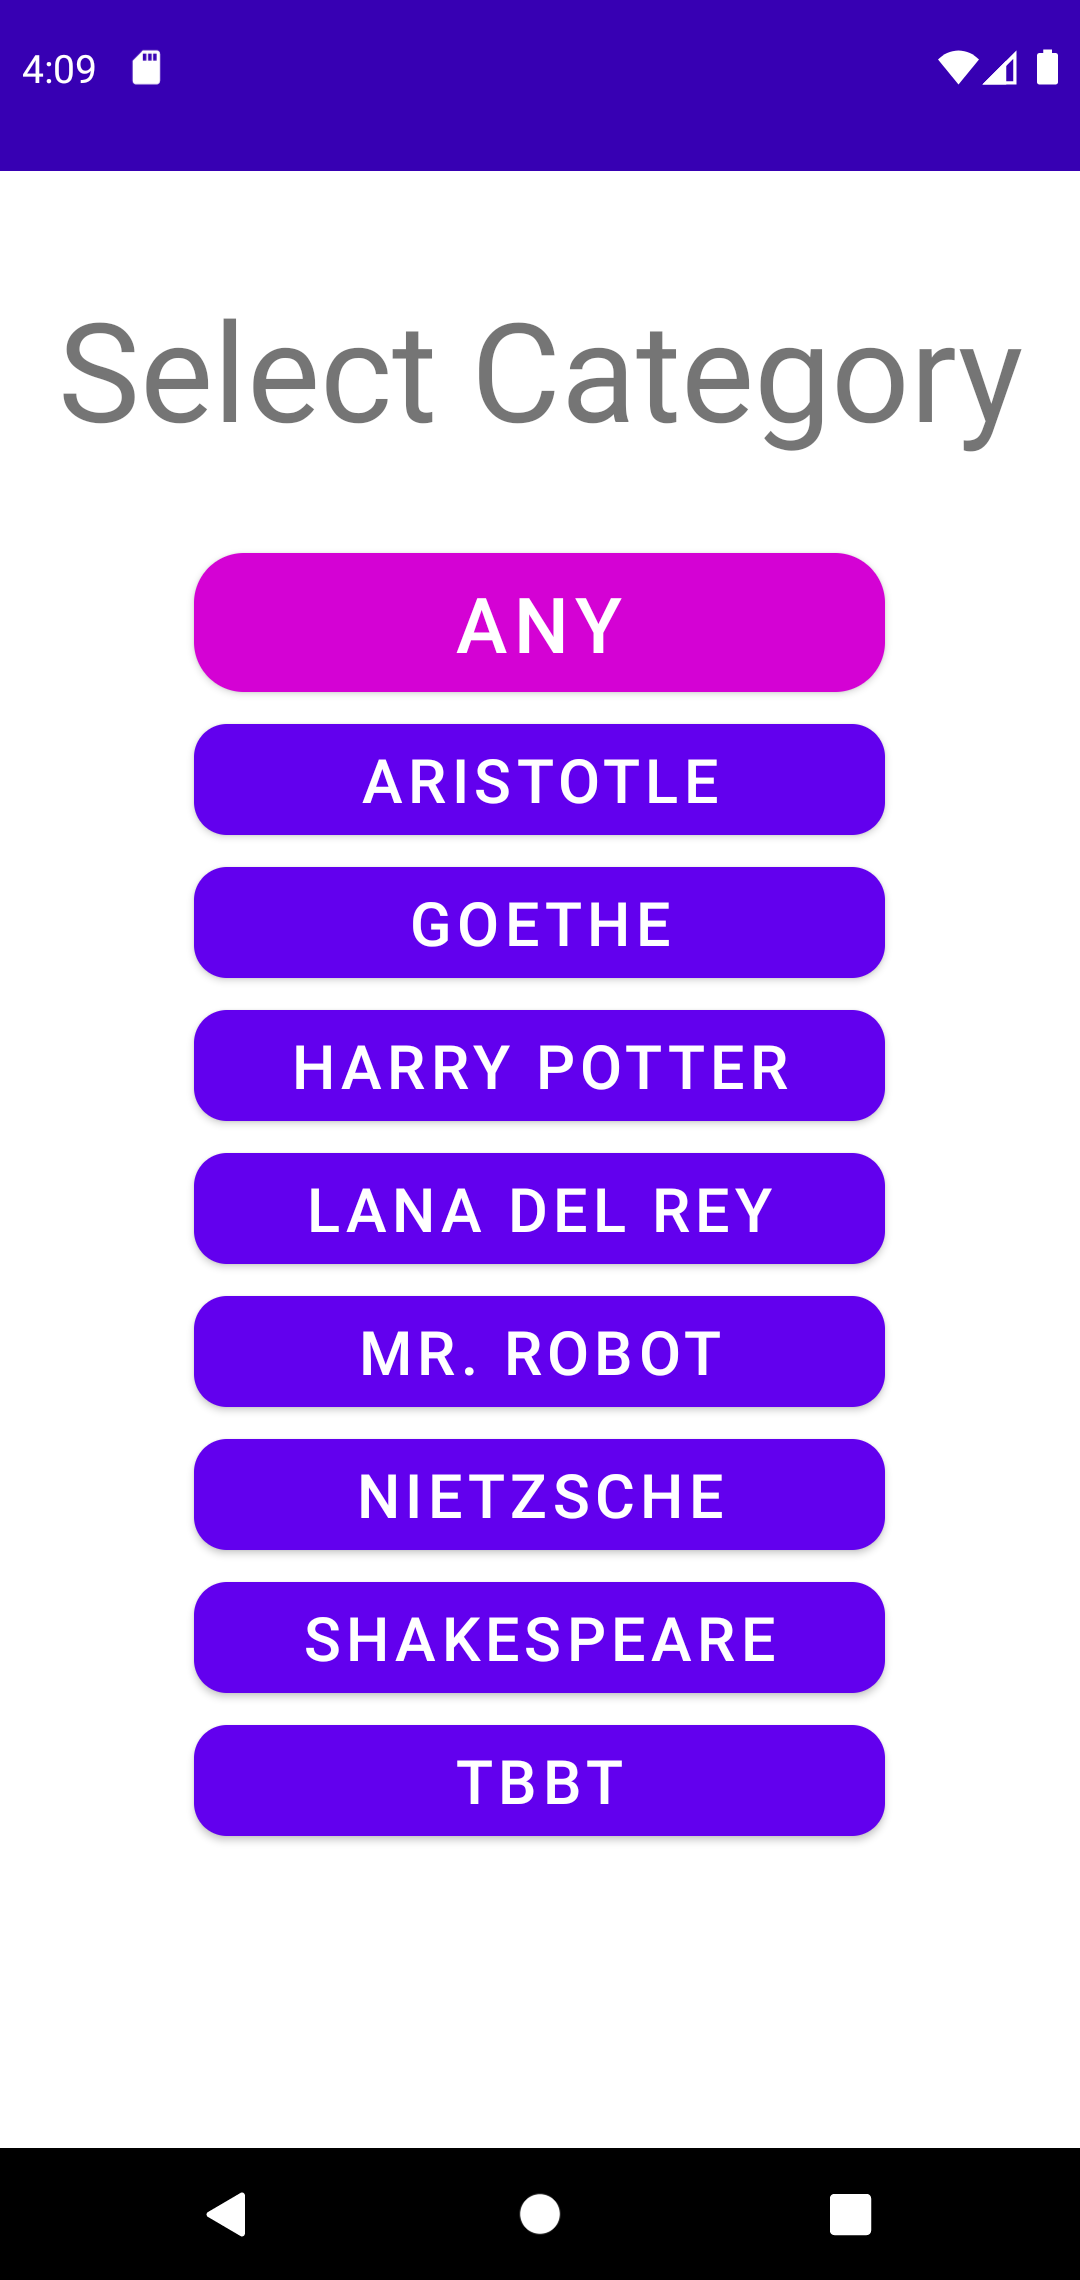 4:09
Select Category
ANY
ARISTOTLE
GOETHE
HARRY POTTER
LANA DEL REY
MR. ROBOT
NIETZSCHE
SHAKESPEARE
TBBT